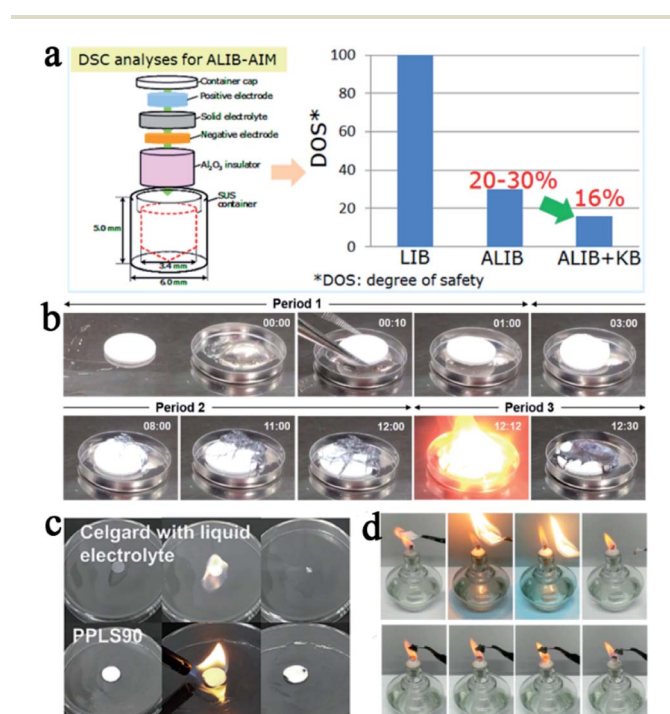 a
DSC analyses for ALIB-AIM
Container cap
Positive electrode
Solid electrolyte
Negative electrode
Al₂O₃ insulator
SUS
container
5.0 mm
3.4 mm
6.0 mm
DOS*
100
80
60
40
20
0
20-30%
16%
LIB
ALIB
ALIB+KB
*DOS: degree of safety
b
Period 1
00:00
00:10
01:00
03:00
Period 2
Period 3
08:00
11:00
12:00
12:12
12:30
c
Celgard with liquid
electrolyte
PPLS90
d